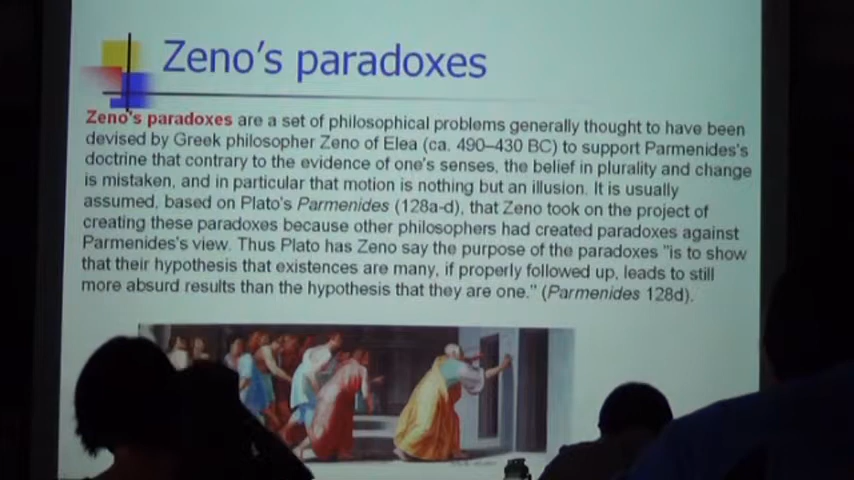 Zeno's paradoxes
Zeno's paradoxes are a set of philosophical problems generally thought to have been
devised by Greek philosopher Zeno of Elea (ca. 490–430 BC) to support Parmenides's
doctrine that contrary to the evidence of one's senses, the belief in plurality and change
is mistaken, and in particular that motion is nothing but an illusion. It is usually
assumed, based on Plato's Parmenides (128a-d), that Zeno took on the project of
creating these paradoxes because other philosophers had created paradoxes against
Parmenides's view. Thus Plato has Zeno say the purpose of the paradoxes "is to show
that their hypothesis that existences are many, if properly followed up, leads to still
more absurd results than the hypothesis that they are one." (Parmenides 128d).